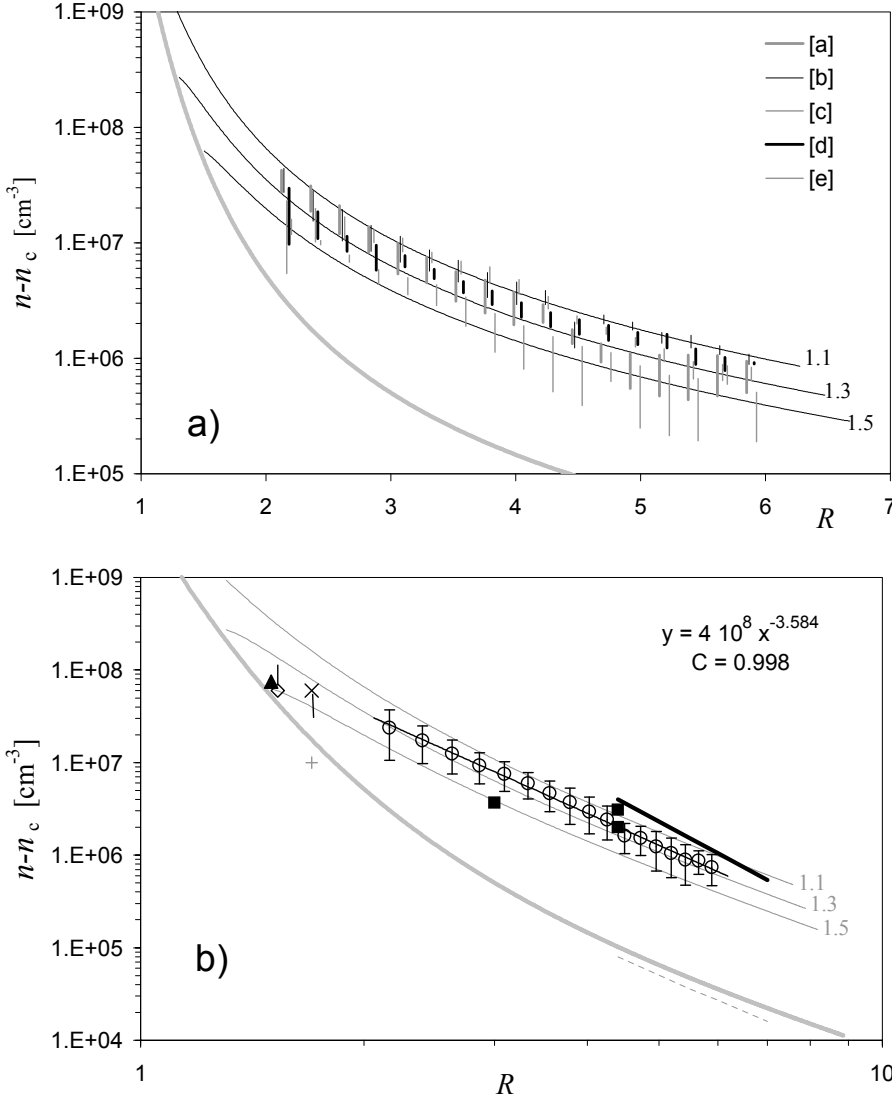 1.E+09
1.E+08
1.E+07
1.E+06
1.E+05
n-n_c [cm^-3]
[a]
[b]
[c]
[d]
[e]
1.1
1.3
1.5
a)
1 2 3 4 5 6 7
R
1.E+09
1.E+08
1.E+07
1.E+06
1.E+05
1.E+04
n-n_c [cm^-3]
y = 4 10^8 x^-3.584
C = 0.998
1.1
1.3
1.5
b)
1 10
R